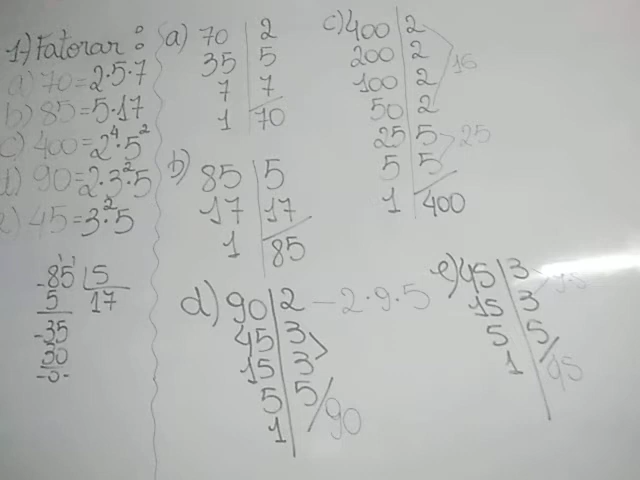 1-) Fatorar:
a) 70 = 2·5·7
b) 85 = 5·17
c) 400 = 2⁴·5²
d) 90 = 2·3²·5
e) 45 = 3²·5
-85 5
5 17
-35
30
-5-
a) 70 2
35 5
7 7
1 70
b) 85 5
17 17
1 85
c) 400 2
200 2
100 2 16
50 2
25 5
5 5 25
1 400
d) 90 2 - 2·9·5
45 3
15 3
5 5
1 90
e) 45 3
15 3
5 5
1 45